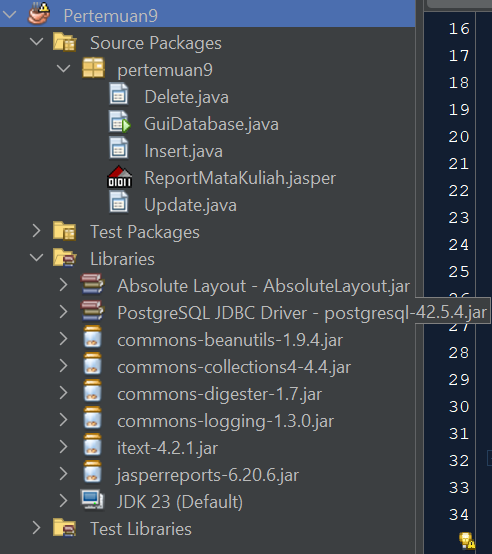 Pertemuan9
Source Packages
pertemuan9
Delete.java
GuiDatabase.java
Insert.java
ReportMataKuliah.jasper
Update.java
Test Packages
Libraries
Absolute Layout - AbsoluteLayout.jar
PostgreSQL JDBC Driver - postgresql-42.5.4.jar
commons-beanutils-1.9.4.jar
commons-collections4-4.4.jar
commons-digester-1.7.jar
commons-logging-1.3.0.jar
itext-4.2.1.jar
jasperreports-6.20.6.jar
JDK 23 (Default)
Test Libraries
16
17
18
19
20
21
22
23
24
25
26
27
28
29
30
31
32
33
34